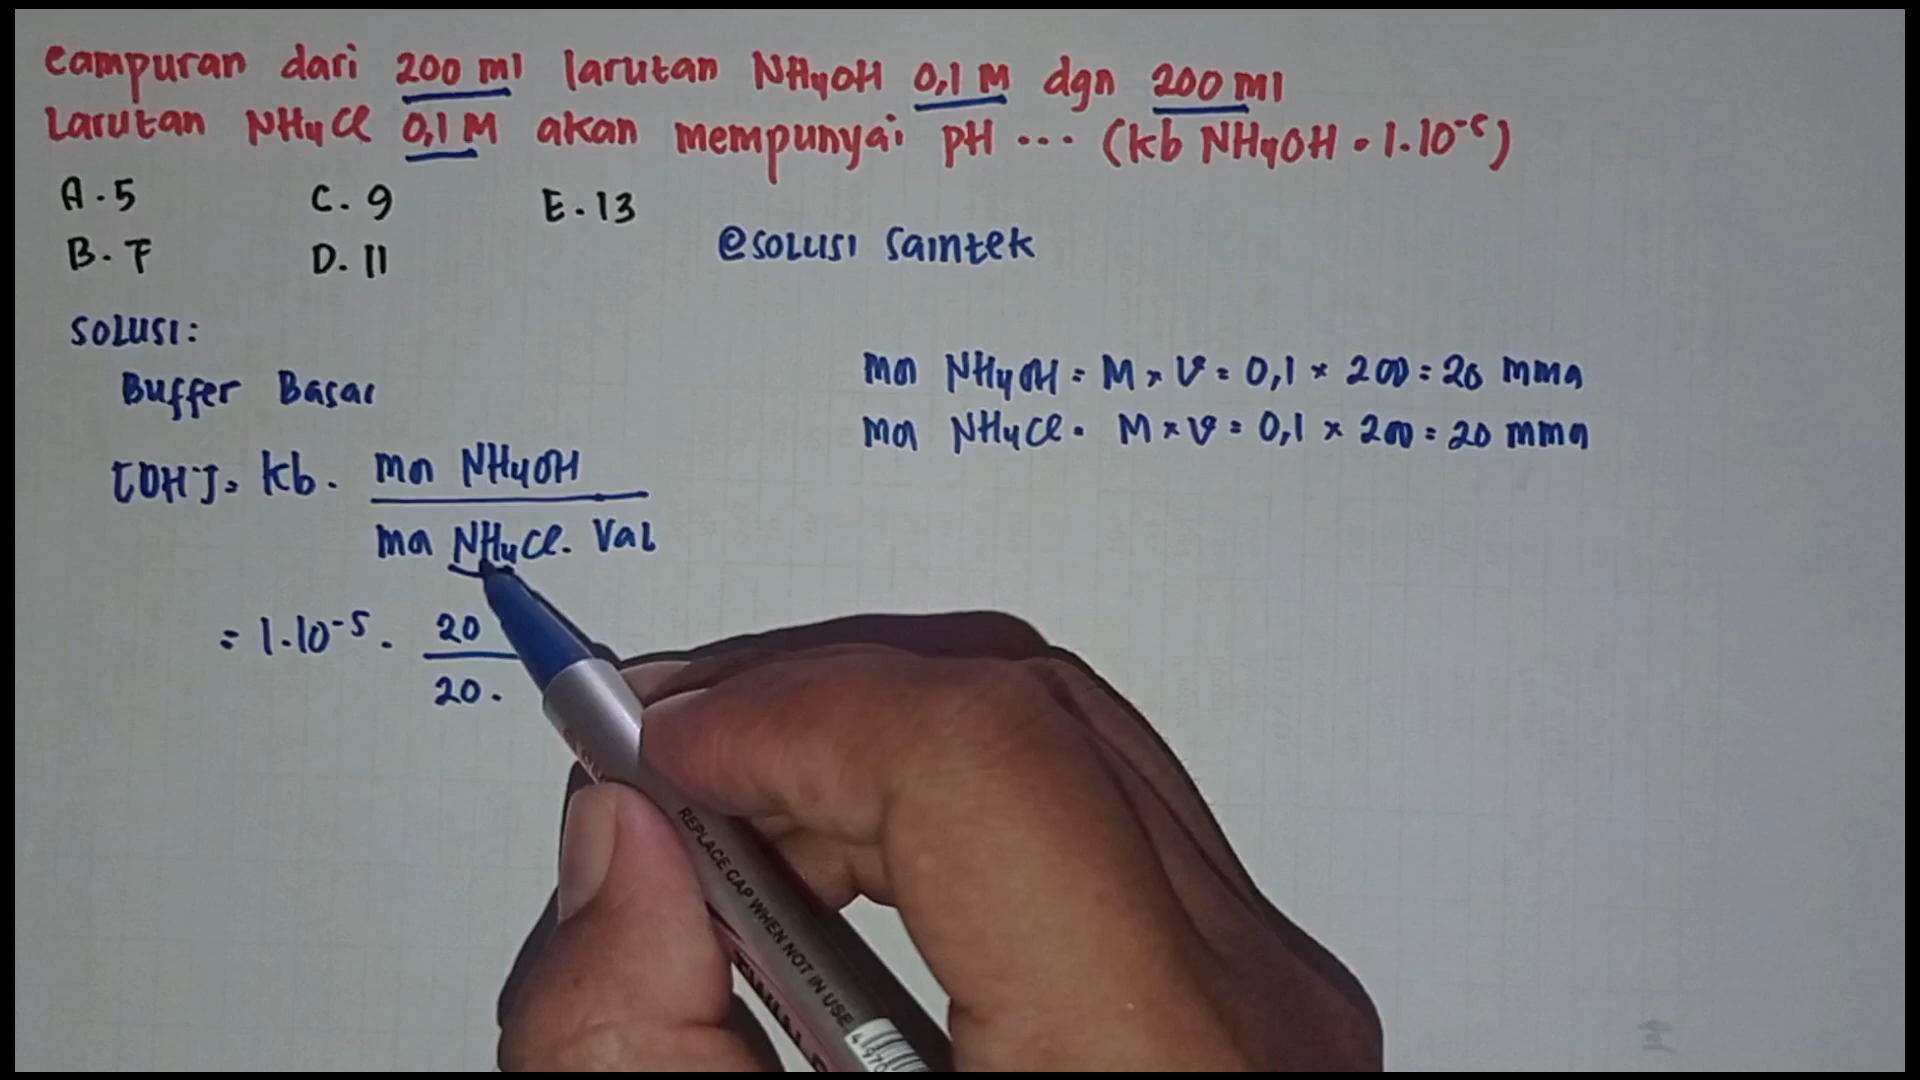 Campuran dari 200 ml larutan NH4OH 0,1 M dgn 200 ml
Larutan NH4Cl 0,1 M akan mempunyai pH ... (Kb NH4OH = 1.10⁻⁵)
A. 5 C. 9 E. 13
B. 7 D. 11
@SOLUSI Saintek
SOLUSI:
Buffer Basa
mol NH4OH = M x V = 0,1 x 200 = 20 mmol
mol NH4Cl = M x V = 0,1 x 200 = 20 mmol
[OH⁻] = Kb . mol NH4OH
mol NH4Cl . Val
= 1.10⁻⁵ . 20
20 .
REPLACE CAP WHEN NOT IN USE